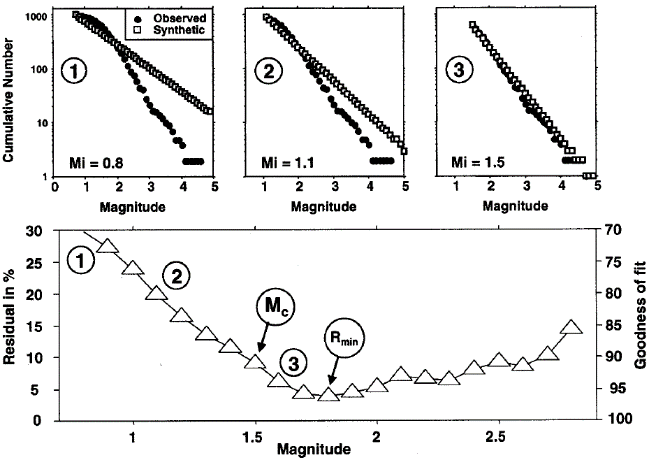 1000
100
10
1
Cumulative Number
Observed
Synthetic
1
Mi = 0.8
0 1 2 3 4 5
Magnitude
2
Mi = 1.1
0 1 2 3 4 5
Magnitude
3
Mi = 1.5
0 1 2 3 4 5
Magnitude
30
25
20
15
10
5
0
Residual in %
1
2
Mc
3
Rmin
70
75
80
85
90
95
100
Goodness of fit
1 1.5 2 2.5
Magnitude